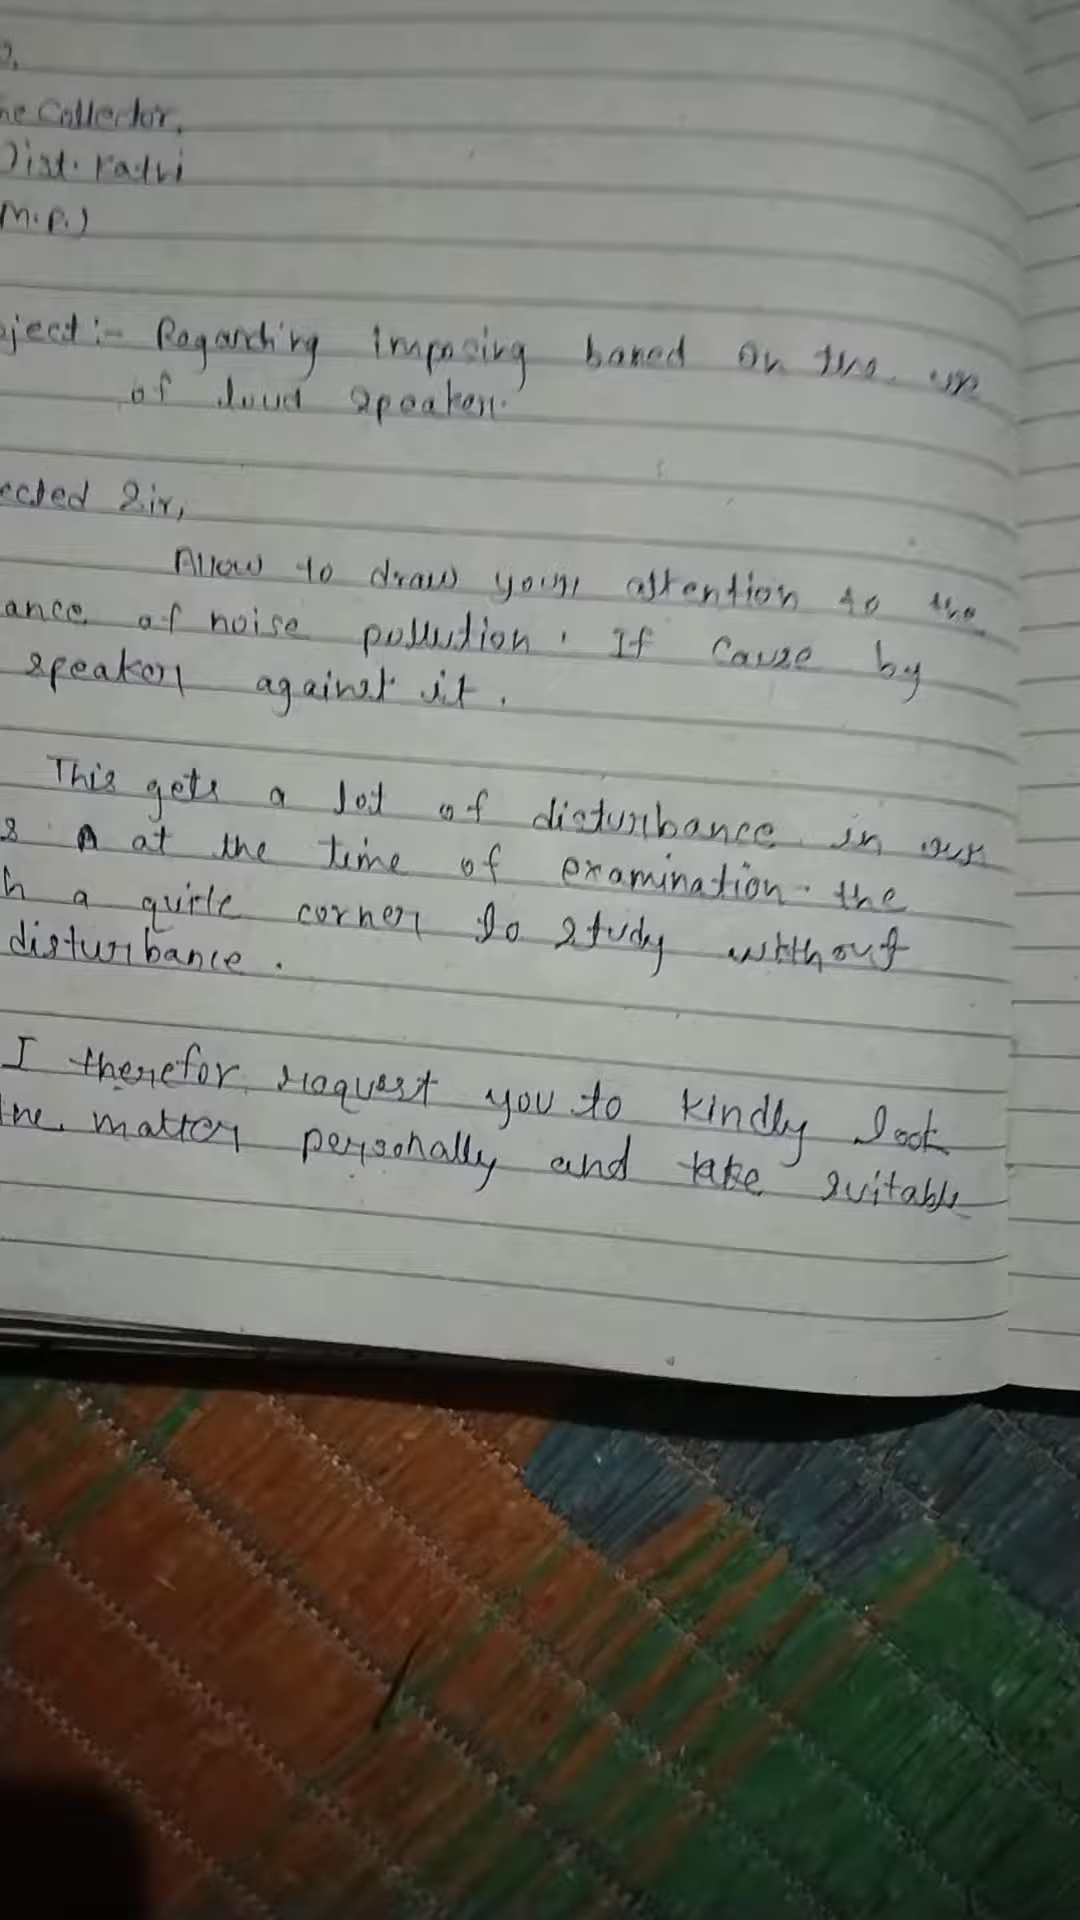 he Collector,
Dist. Katni
M.P.)
ject :- Regarding Imposing baned on the use
of loud speaker.
ected Sir,
Allow to draw your attention to the
ance of noise pollution. If cause by
speaker against it.
This gets a lot of disturbance in our
s at the time of examination. the
h a quite corner to study without
disturbance.
I therefor request you to kindly look
the matter personally and take suitable